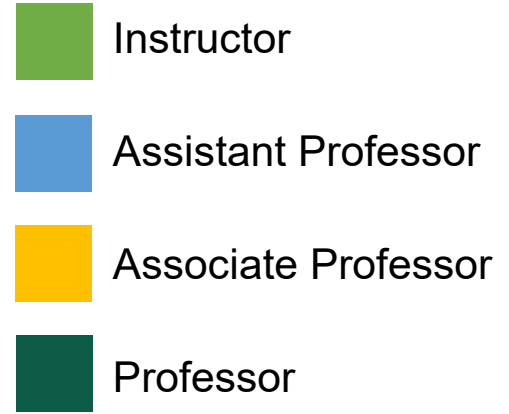 Instructor
Assistant Professor
Associate Professor
Professor